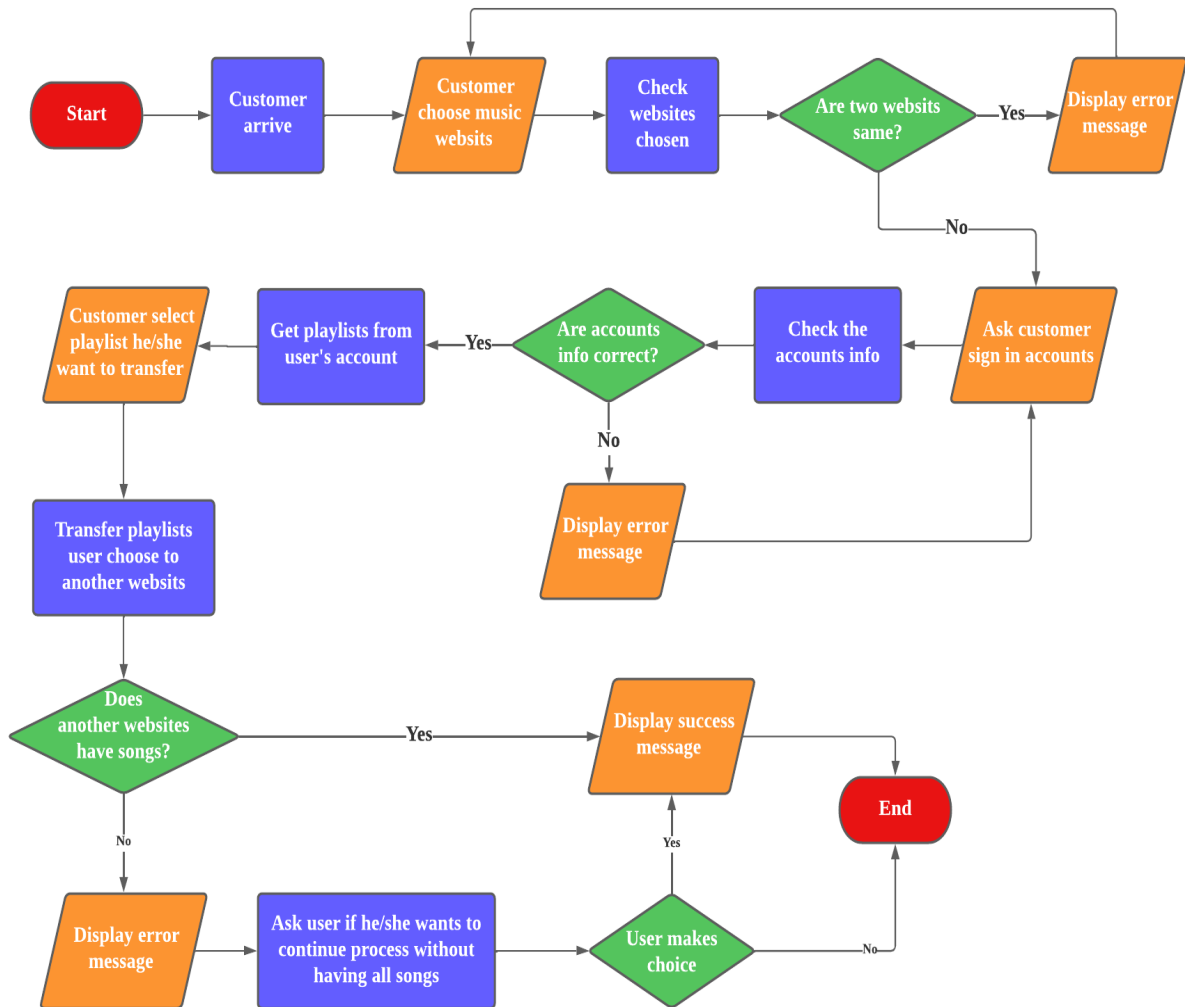 Start
Customer
arrive
Customer
choose music
websits
Check
websites
chosen
Are two websits
same?
Yes
Display error
message
No
Ask customer
sign in accounts
Check the
accounts info
Are accounts
info correct?
Yes
Get playlists from
user's account
Customer select
playlist he/she
want to transfer
No
Display error
message
Transfer playlists
user choose to
another websits
Does
another websites
have songs?
Yes
Display success
message
End
No
Display error
message
Ask user if he/she wants to
continue process without
having all songs
User makes
choice
Yes
No